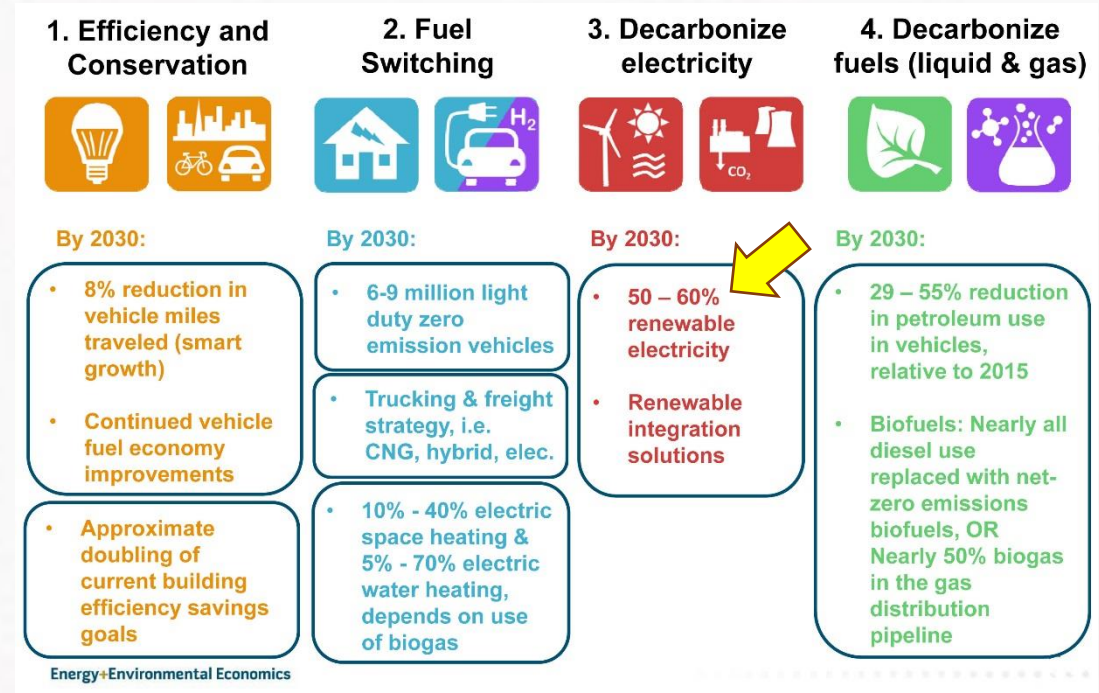 1. Efficiency and
Conservation
2. Fuel
Switching
3. Decarbonize
electricity
4. Decarbonize
fuels (liquid & gas)
H2
CO2
By 2030:
• 8% reduction in
vehicle miles
traveled (smart
growth)
• Continued vehicle
fuel economy
improvements
• Approximate
doubling of
current building
efficiency savings
goals
By 2030:
• 6-9 million light
duty zero
emission vehicles
• Trucking & freight
strategy, i.e.
CNG, hybrid, elec.
• 10% - 40% electric
space heating &
5% - 70% electric
water heating,
depends on use
of biogas
By 2030:
• 50 – 60%
renewable
electricity
• Renewable
integration
solutions
By 2030:
• 29 – 55% reduction
in petroleum use
in vehicles,
relative to 2015
• Biofuels: Nearly all
diesel use
replaced with net-
zero emissions
biofuels, OR
Nearly 50% biogas
in the gas
distribution
pipeline
Energy+Environmental Economics